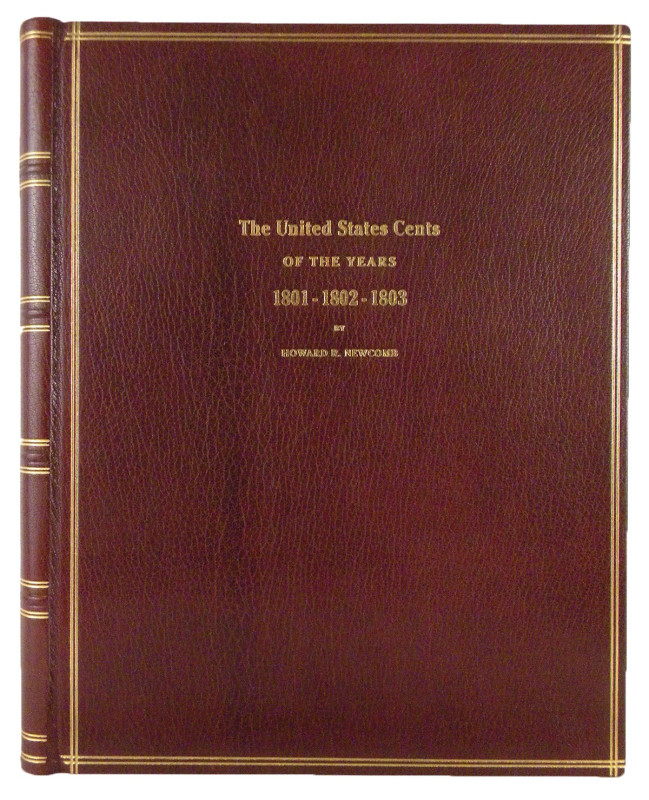 The United States Cents
OF THE YEARS
1801-1802-1803
BY
HOWARD R. NEWCOMB